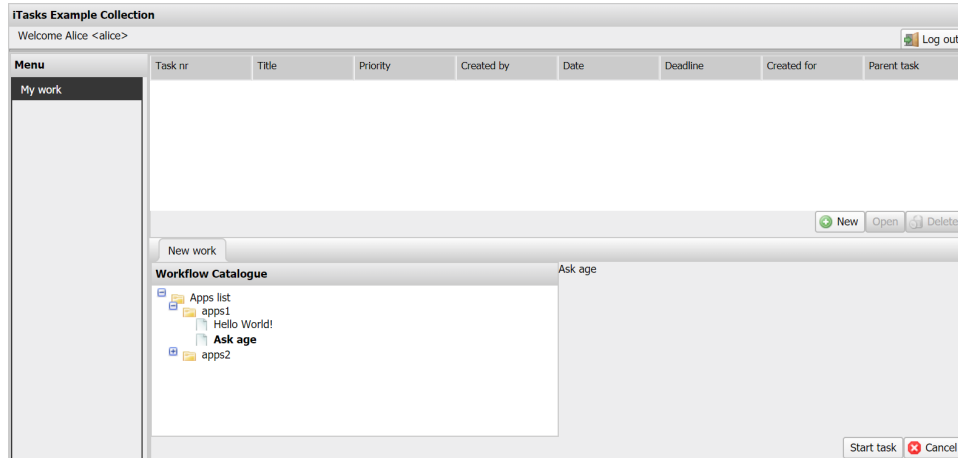 iTasks Example Collection
Welcome Alice <alice>
Log out
Menu
My work
Task nr Title Priority Created by Date Deadline Created for Parent task
New Open Delete
New work
Workflow Catalogue
Ask age
Apps list
apps1
Hello World!
Ask age
apps2
Start task Cancel